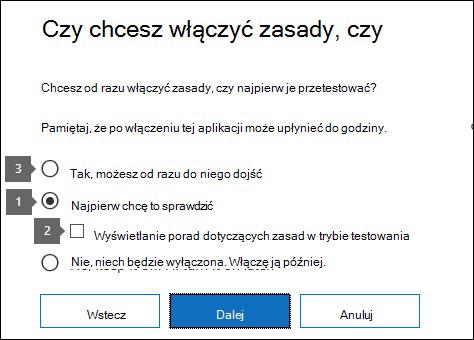 Czy chcesz włączyć zasady, czy
Chcesz od razu włączyć zasady, czy najpierw je przetestować?
Pamiętaj, że po włączeniu tej aplikacji może upłynieć do godziny.
3 Tak, możesz od razu do niego dojść
1 Najpierw chcę to sprawdzić
2 Wyświetlanie porad dotyczących zasad w trybie testowania
Nie, niech będzie wyłączona. Włączę ją później.
Wstecz Dalej Anuluj